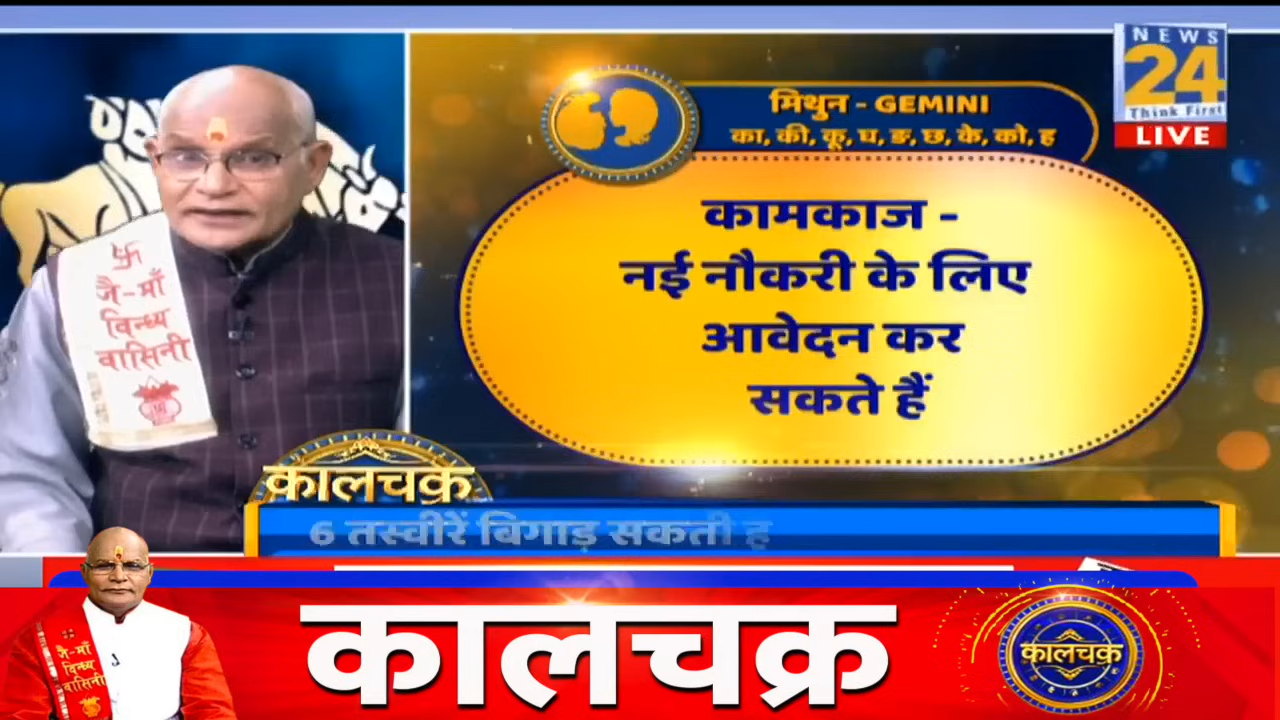 NEWS
24
Think First
LIVE
मिथुन - GEMINI
का, की, कू, घ, ङ, छ, के, को, ह
कामकाज -
नई नौकरी के लिए
आवेदन कर
सकते हैं
जै-माँ
विन्ध्य
वासिनी
कालचक्र
6 तस्वीरें बिगाड़ सकती ह
कालचक्र
जै-माँ
विन्ध्य
वासिनी
कालचक्र